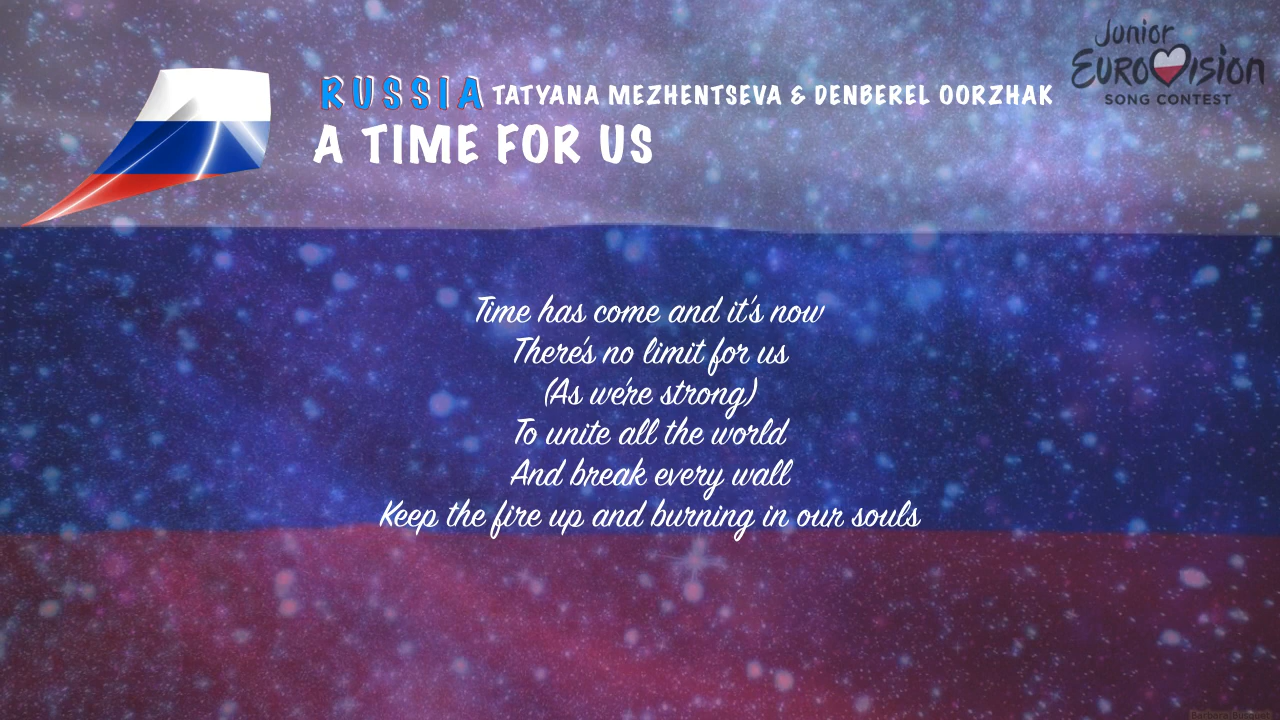 Junior
EUROVISION
SONG CONTEST
RUSSIA TATYANA MEZHENTSEVA & DENBEREL OORZHAK
A TIME FOR US
Time has come and it's now
There's no limit for us
(As we're strong)
To unite all the world
And break every wall
Keep the fire up and burning in our souls